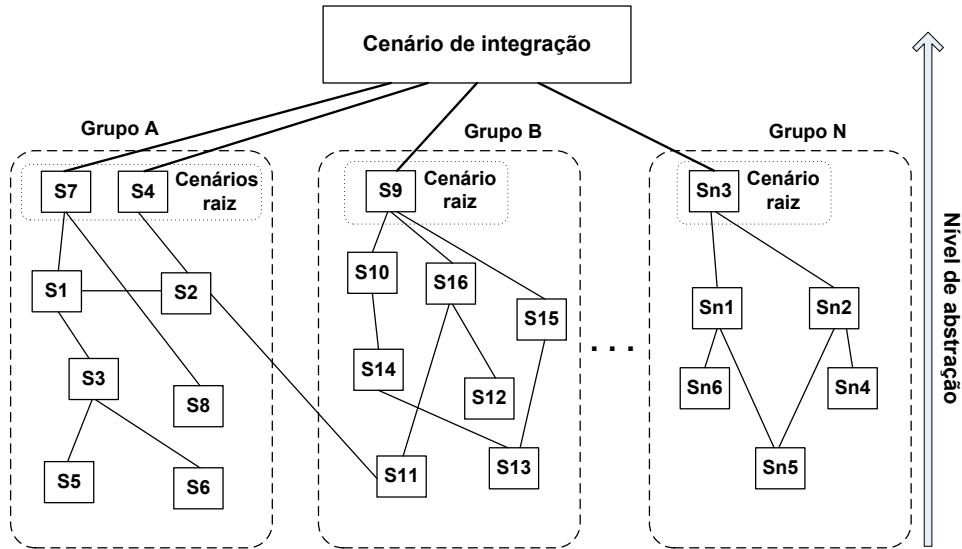 Cenário de integração
Grupo A
Grupo B
Grupo N
S7
S4
Cenários
raiz
S9
Cenário
raiz
Sn3
Cenário
raiz
S1
S2
S10
S16
S15
Sn1
Sn2
S3
S8
S14
S12
. . .
Sn6
Sn4
S5
S6
S11
S13
Sn5
Nível de abstração